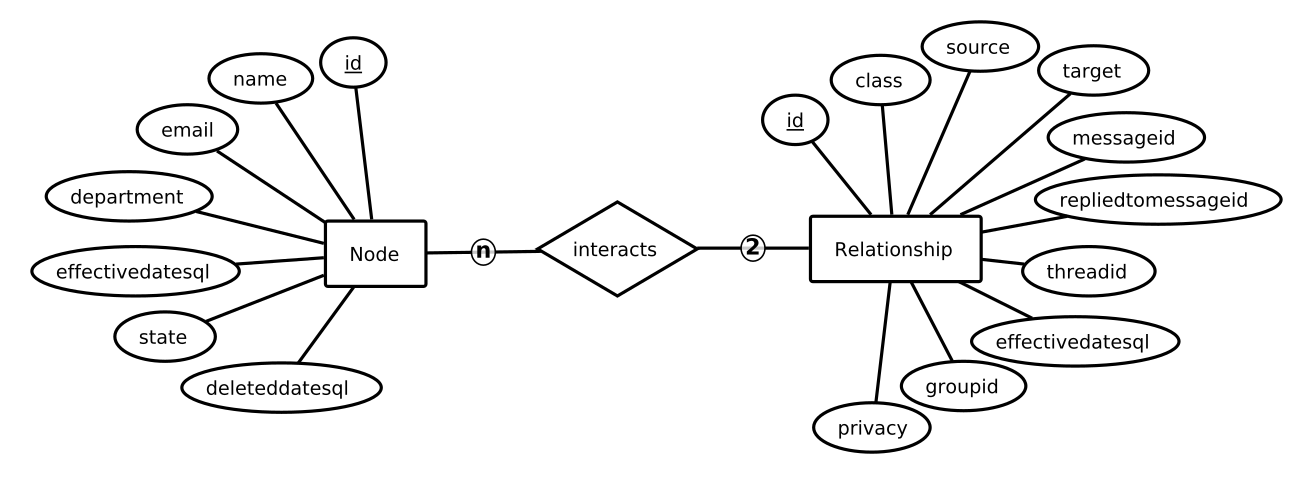 source
id
target
name
class
id
email
messageid
department
repliedtomessageid
Node
n
interacts
2
Relationship
effectivedatesql
threadid
state
effectivedatesql
deleteddatesql
groupid
privacy